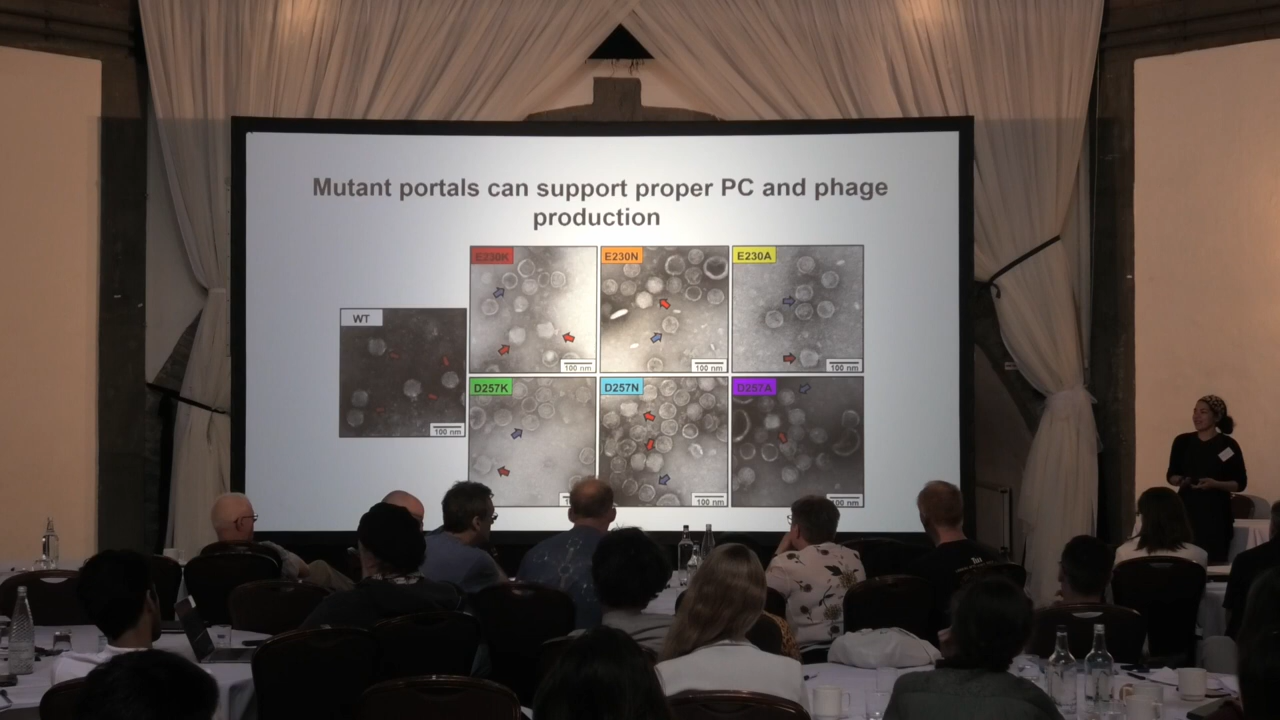 Mutant portals can support proper PC and phage
production
WT
100 nm
E230K
100 nm
E230N
100 nm
E230A
100 nm
D257K
D257N
100 nm
D257A
100 nm